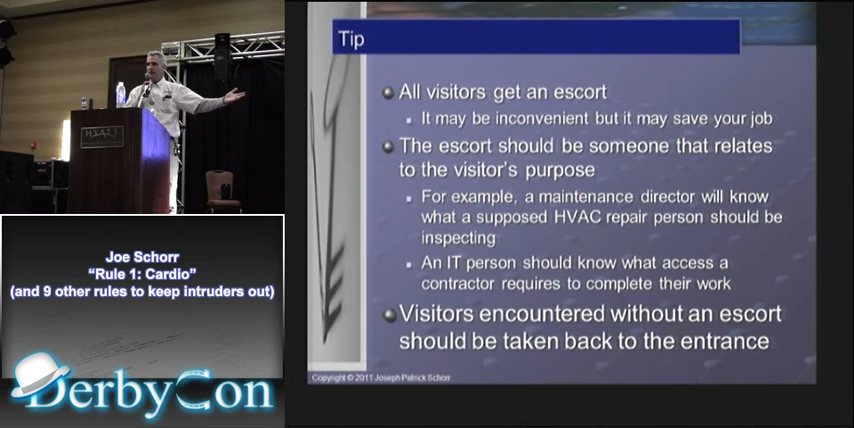 HYATT
Joe Schorr
“Rule 1: Cardio”
(and 9 other rules to keep intruders out)
DerbyCon
Tip
All visitors get an escort
It may be inconvenient but it may save your job
The escort should be someone that relates
to the visitor's purpose
For example, a maintenance director will know
what a supposed HVAC repair person should be
inspecting
An IT person should know what access a
contractor requires to complete their work
Visitors encountered without an escort
should be taken back to the entrance
Copyright © 2011 Joseph Patrick Schorr